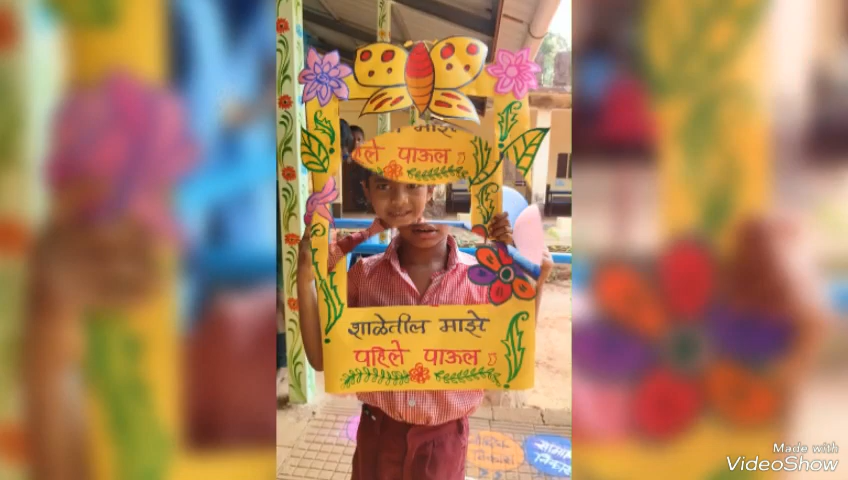 माझे
हिले पाऊल
शाळेतील माझे
पहिले पाऊल
Made with
VideoShow